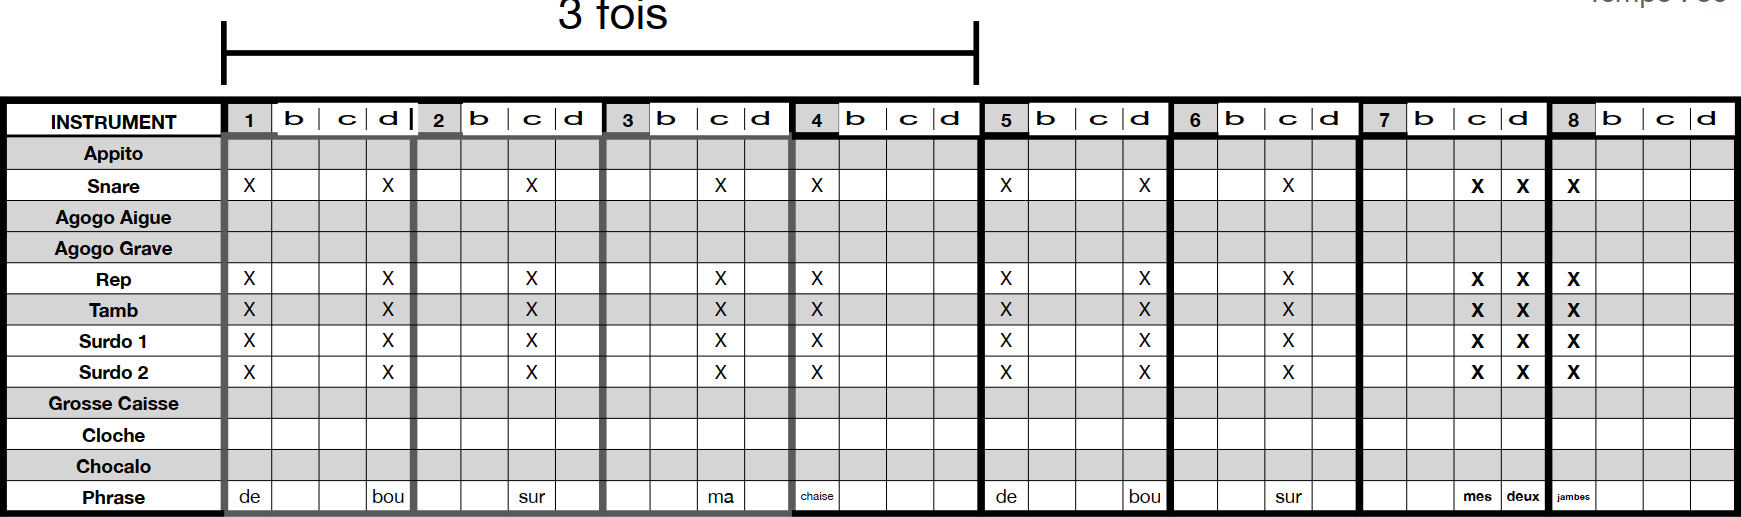 3 fois
INSTRUMENT 1 b c d 2 b c d 3 b c d 4 b c d 5 b c d 6 b c d 7 b c d 8 b c d
Appito
Snare X X X X X X X X X X X
Agogo Aigue
Agogo Grave
Rep X X X X X X X X X X X
Tamb X X X X X X X X X X X
Surdo 1 X X X X X X X X X X X
Surdo 2 X X X X X X X X X X X
Grosse Caisse
Cloche
Chocalo
Phrase de bou sur ma chaise de bou sur mes deux jambes